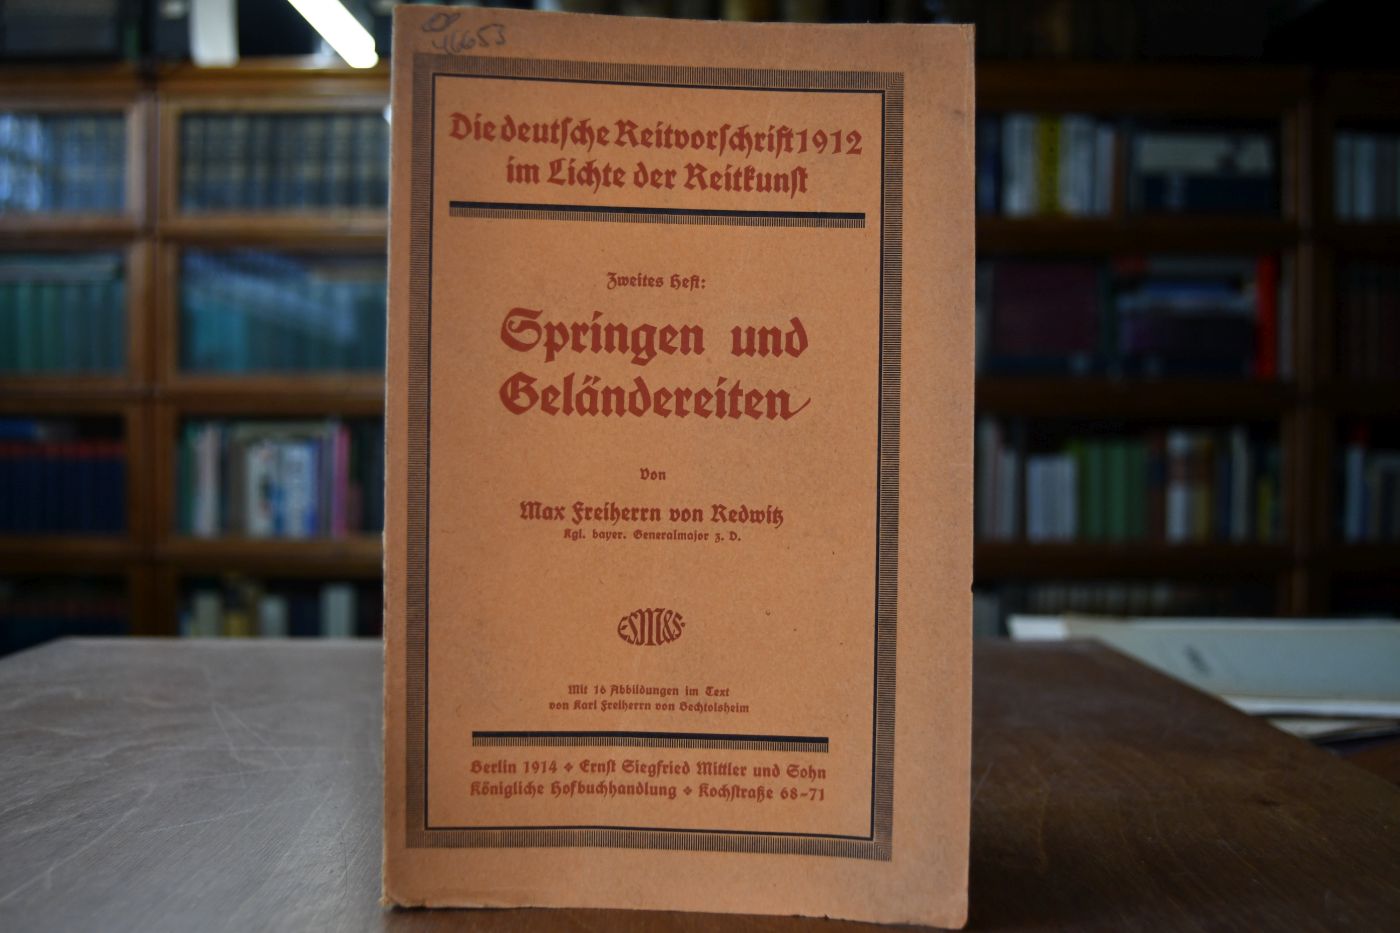 46653
Die deutsche Reitvorschrift 1912
im Lichte der Reitkunst
Zweites Heft:
Springen und
Geländereiten
Von
Max Freiherrn von Redwitz
Kgl. bayer. Generalmajor z. D.
ESM&S.
Mit 16 Abbildungen im Text
von Karl Freiherrn von Bechtolsheim
Berlin 1914 ❖ Ernst Siegfried Mittler und Sohn
Königliche Hofbuchhandlung ❖ Kochstraße 68-71